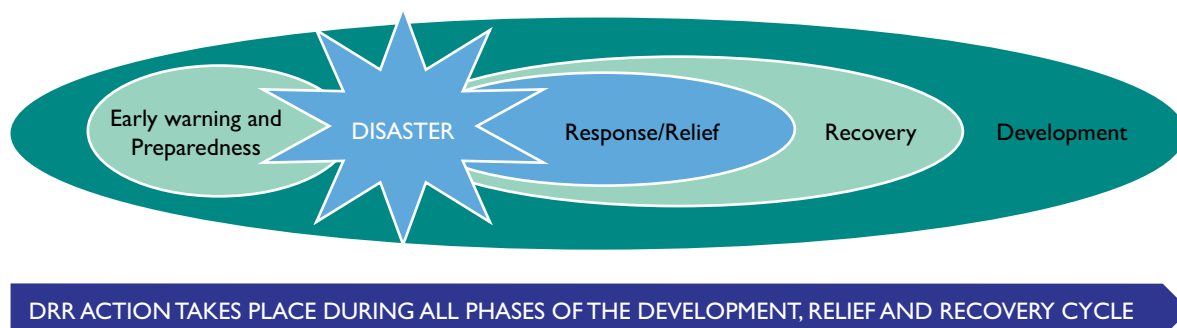 Early warning and
Preparedness
DISASTER
Response/Relief
Recovery
Development
DRR ACTION TAKES PLACE DURING ALL PHASES OF THE DEVELOPMENT, RELIEF AND RECOVERY CYCLE